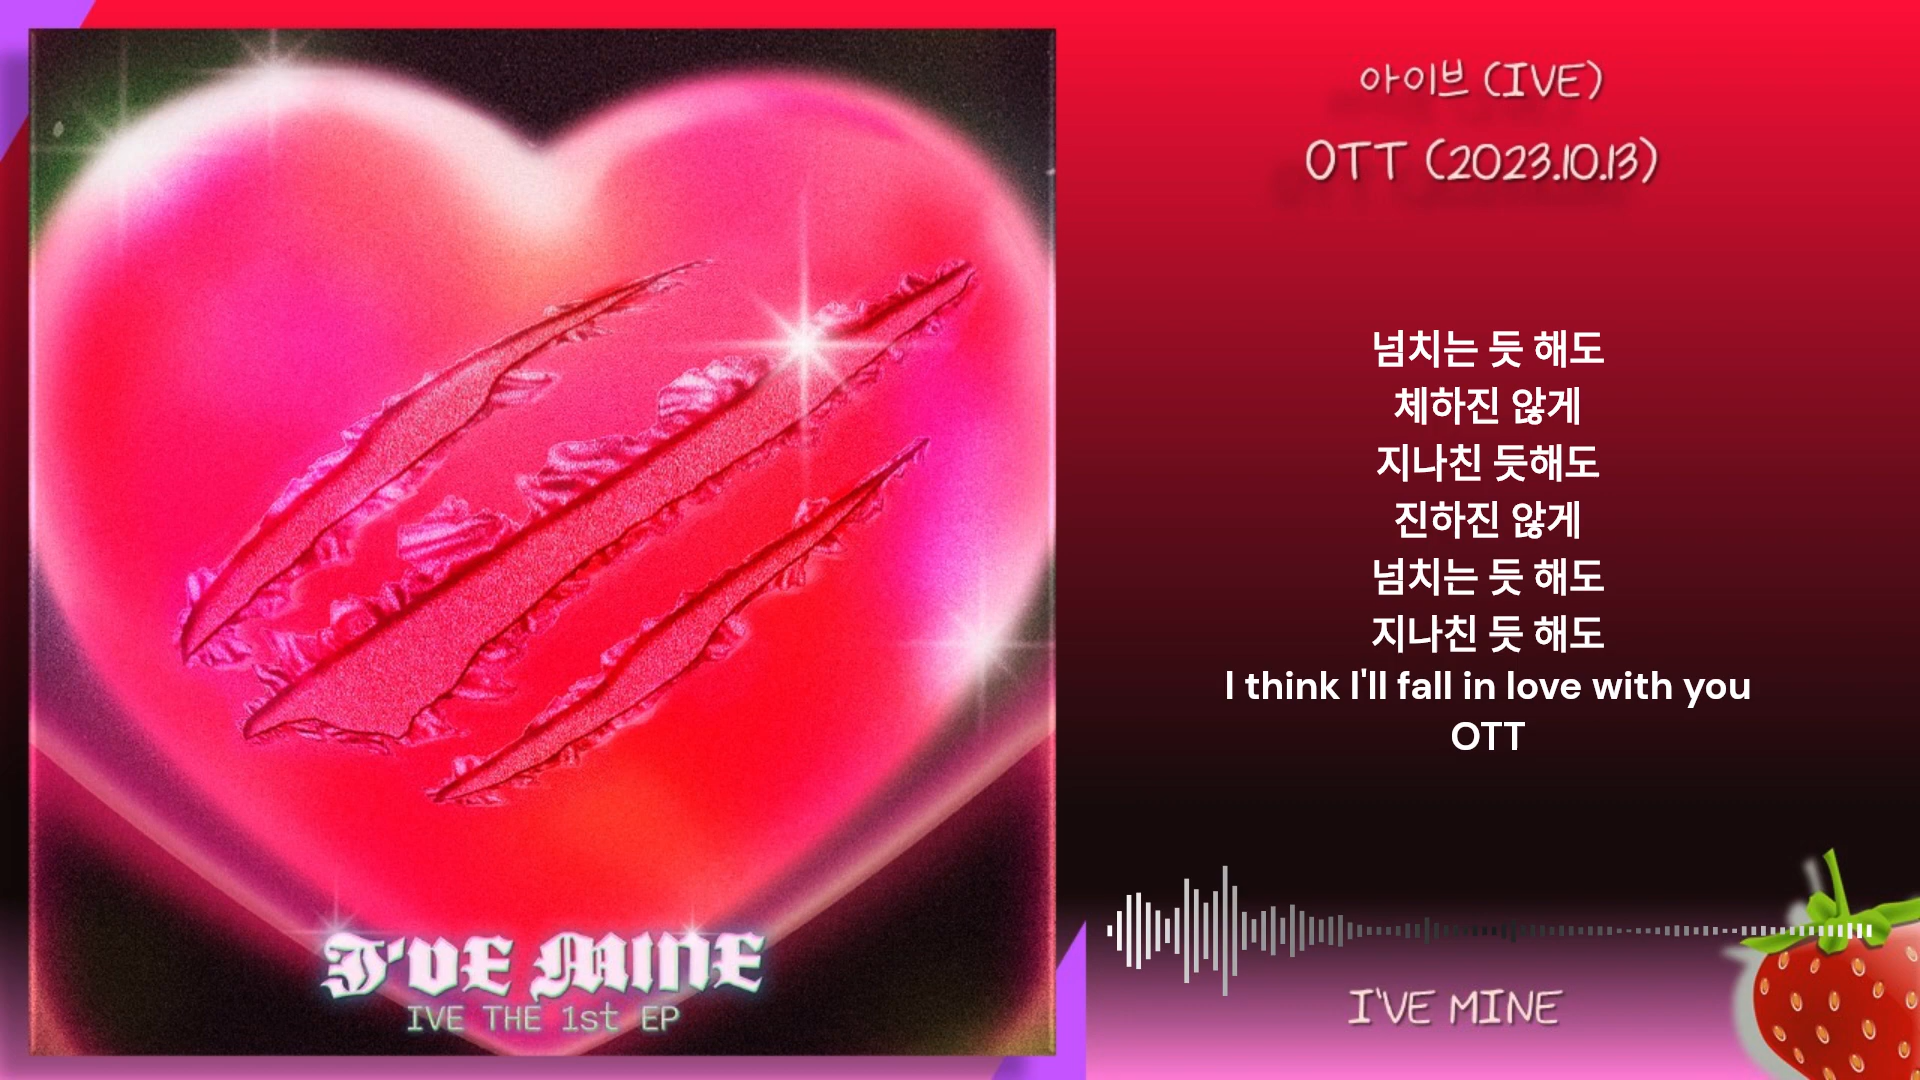 아이브 (IVE)
OTT (2023.10.13)
넘치는 듯 해도
체하진 않게
지나친 듯해도
진하진 않게
넘치는 듯 해도
지나친 듯 해도
I think I'll fall in love with you
OTT
I'VE MINE
IVE THE 1st EP
I'VE MINE